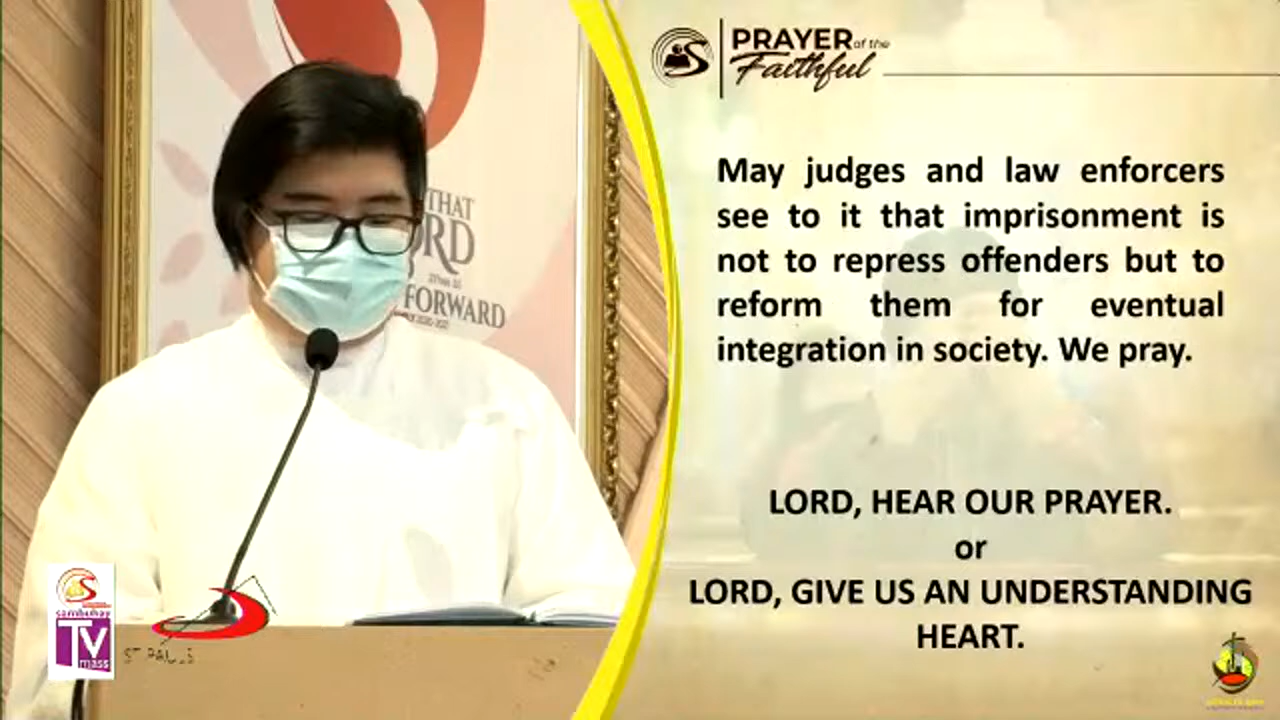 PRAYER of the
Faithful
May judges and law enforcers
see to it that imprisonment is
not to repress offenders but to
reform them for eventual
integration in society. We pray.
LORD, HEAR OUR PRAYER.
or
LORD, GIVE US AN UNDERSTANDING
HEART.
THAT
ORD
FORWARD
sambuhay
TV
mass
ST PAULS